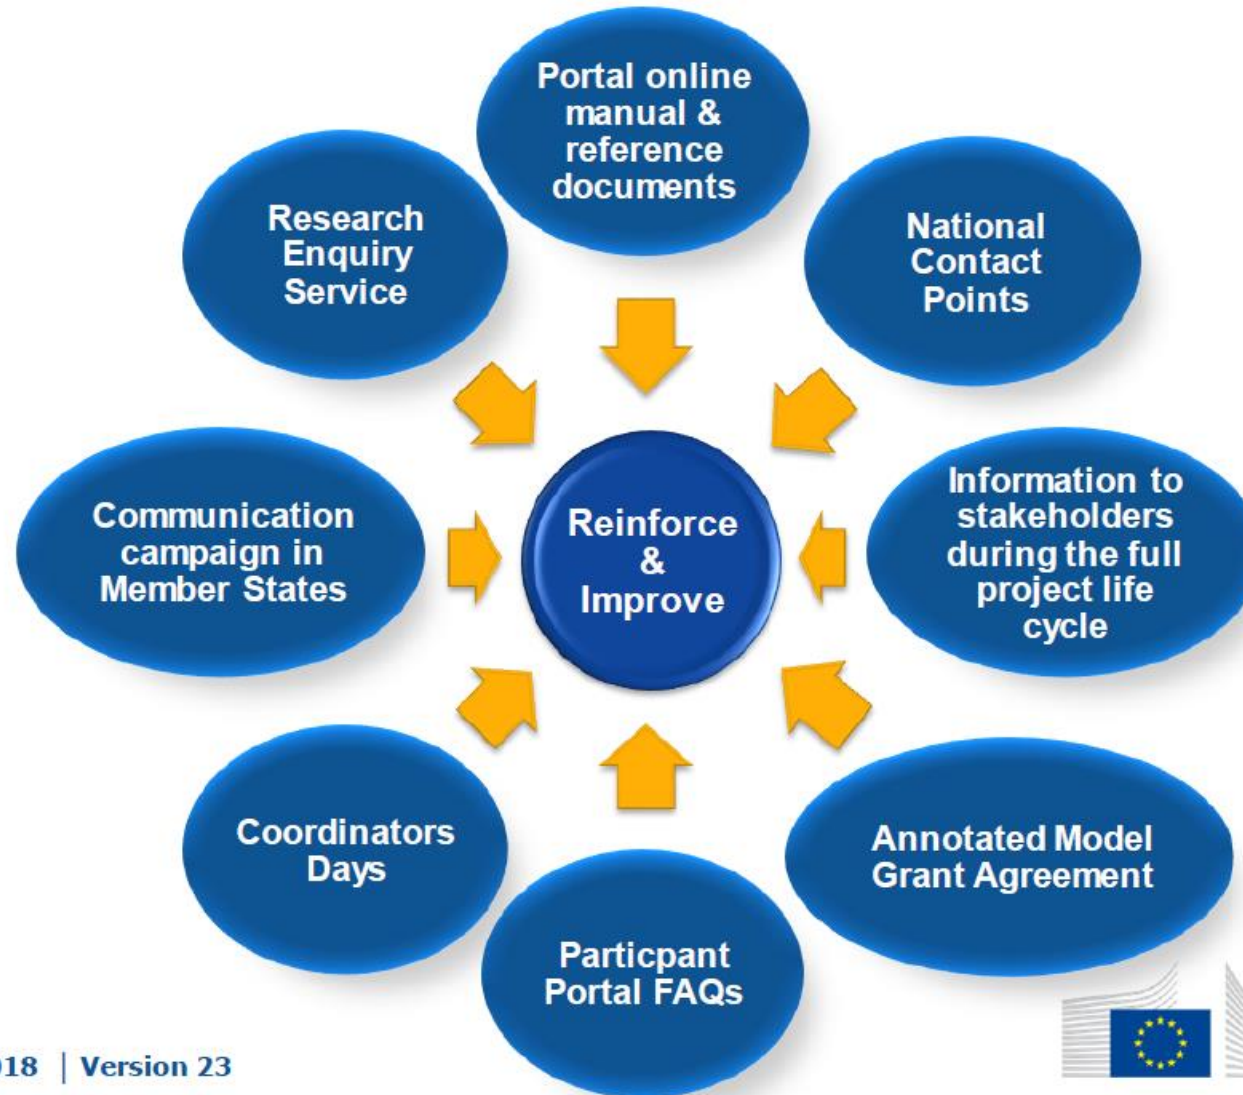 Portal online
manual &
reference
documents
Research
Enquiry
Service
National
Contact
Points
Communication
campaign in
Member States
Reinforce
&
Improve
Information to
stakeholders
during the full
project life
cycle
Coordinators
Days
Annotated Model
Grant Agreement
Particpant
Portal FAQs
18 | Version 23